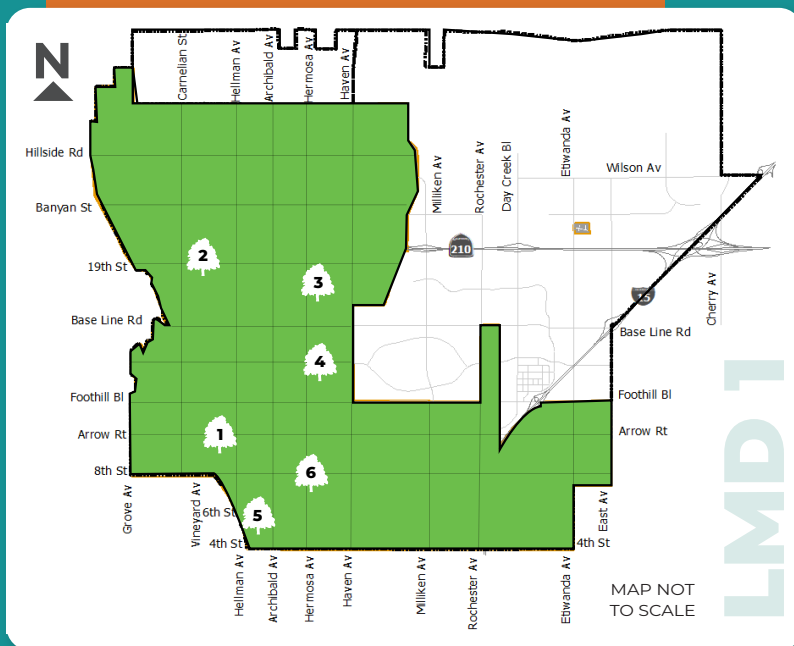 N
Carnelian St
Hellman Av
Archibald Av
Hermosa Av
Haven Av
Milliken Av
Rochester Av
Day Creek Bl
Etiwanda Av
Wilson Av
Hillside Rd
Banyan St
19th St
Base Line Rd
Foothill Bl
Arrow Rt
8th St
2
3
4
1
6
5
210
15
Cherry Av
Base Line Rd
Foothill Bl
Arrow Rt
Grove Av
Vineyard Av
6th St
4th St
East Av
4th St
Hellman Av
Archibald Av
Hermosa Av
Haven Av
Milliken Av
Rochester Av
Etiwanda Av
MAP NOT
TO SCALE
LMD 1